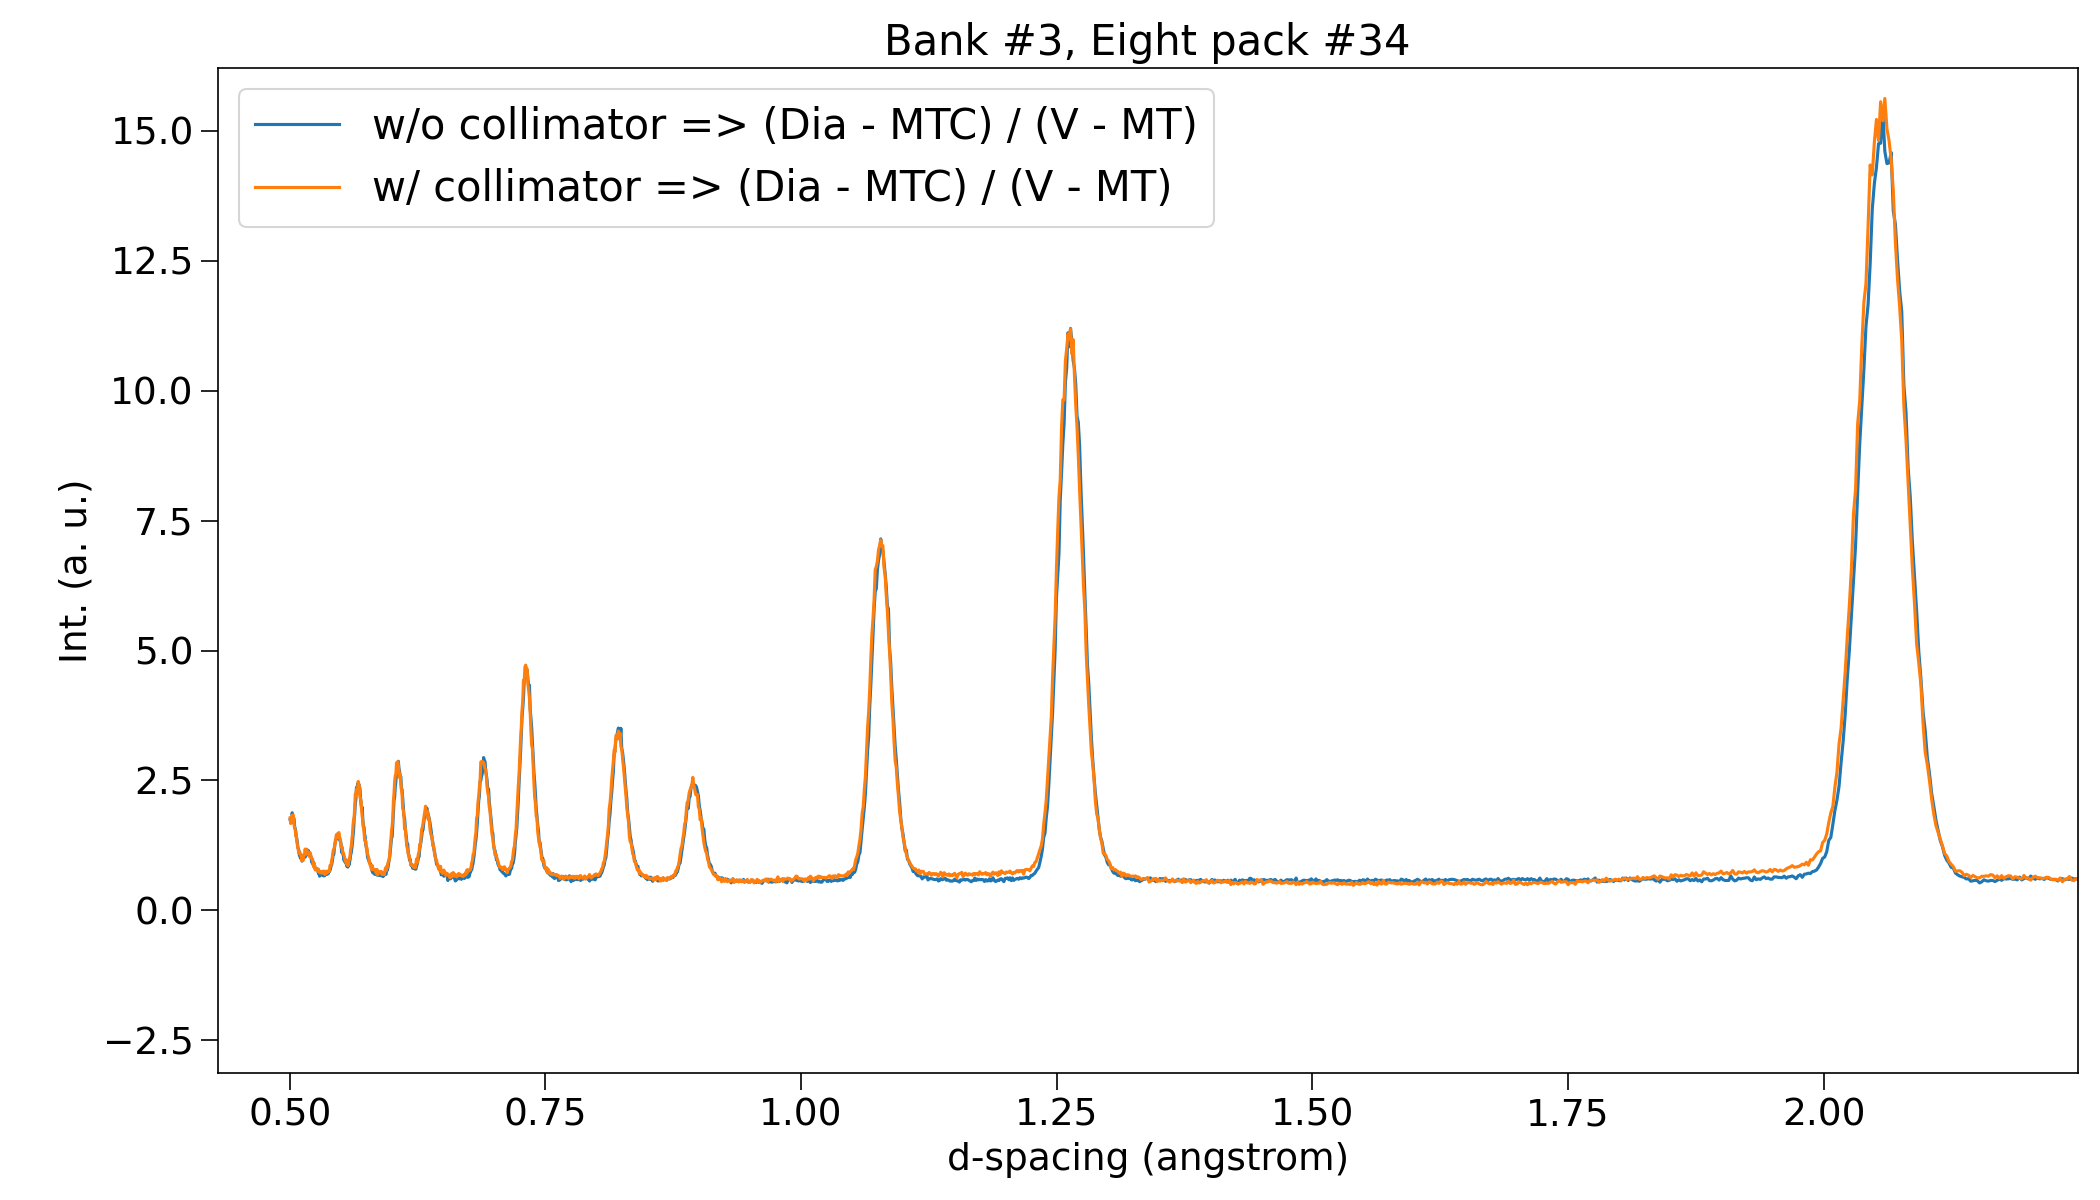 Bank #3, Eight pack #34
w/o collimator => (Dia - MTC) / (V - MT)
w/ collimator => (Dia - MTC) / (V - MT)
Int. (a. u.)
15.0
12.5
10.0
7.5
5.0
2.5
0.0
−2.5
0.50 0.75 1.00 1.25 1.50 1.75 2.00
d-spacing (angstrom)